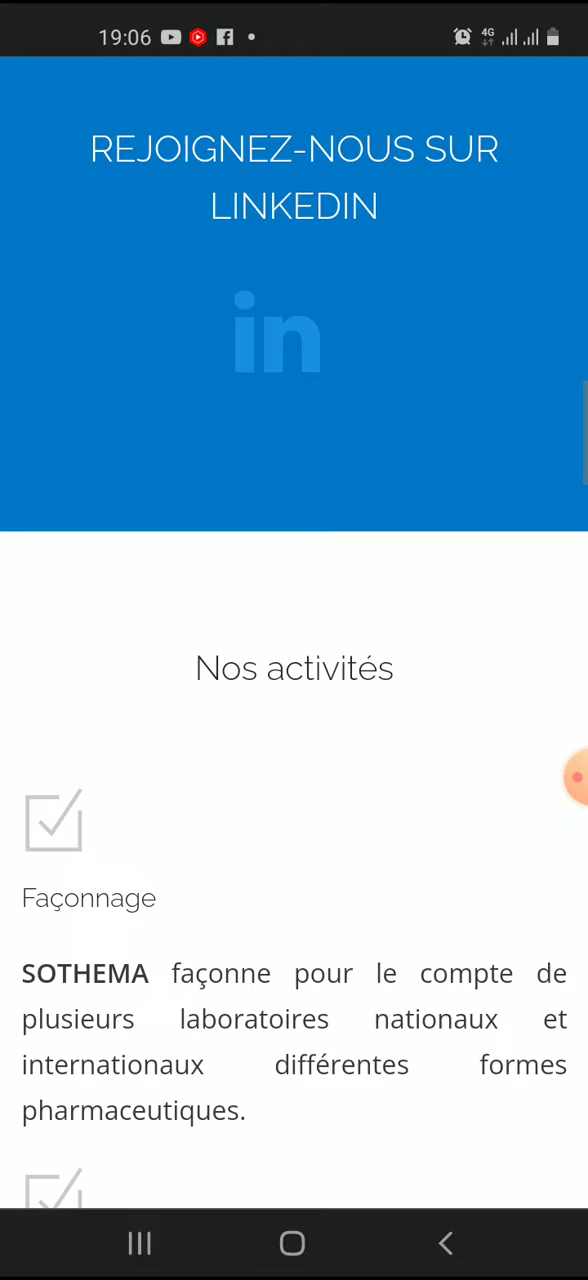 19:06
4G
REJOIGNEZ-NOUS SUR
LINKEDIN
in
Nos activités
Façonnage
SOTHEMA façonne pour le compte de
plusieurs laboratoires nationaux et
internationaux différentes formes
pharmaceutiques.